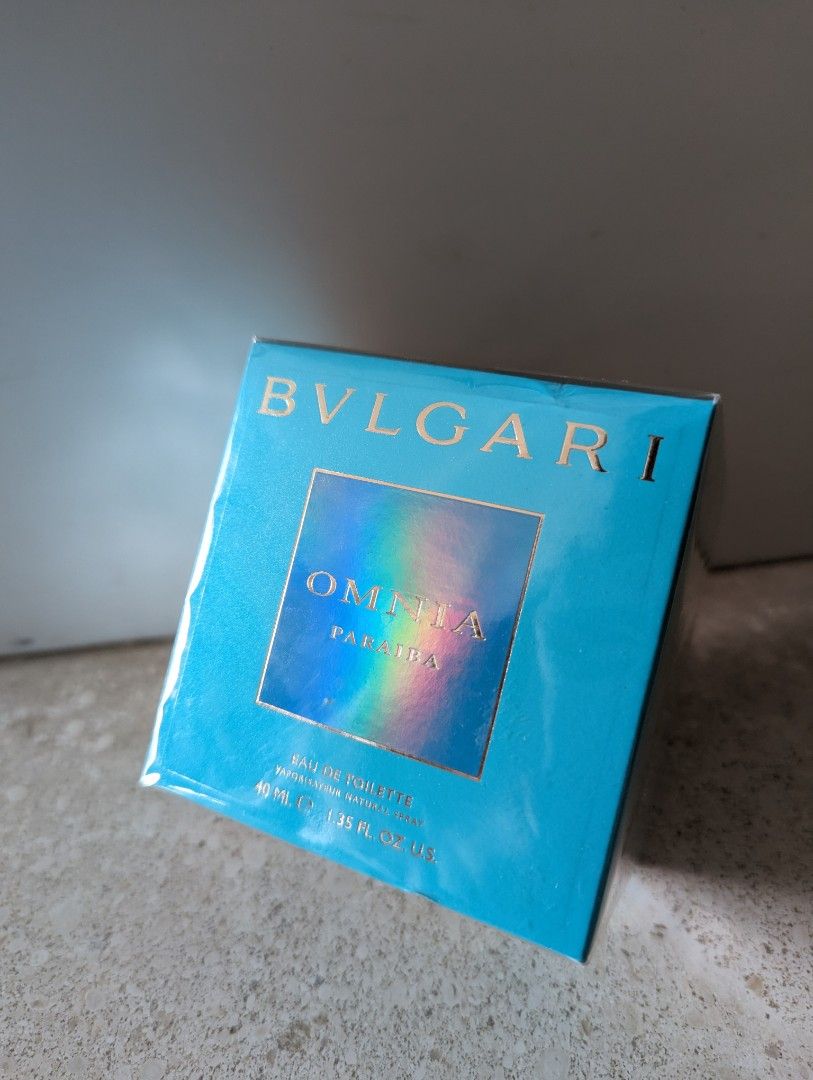 BVLGARI
OMNIA
PARAIBA
EAU DE TOILETTE
VAPORISATEUR NATURAL SPRAY
40 ML ℮ 1.35 FL. OZ. U.S.